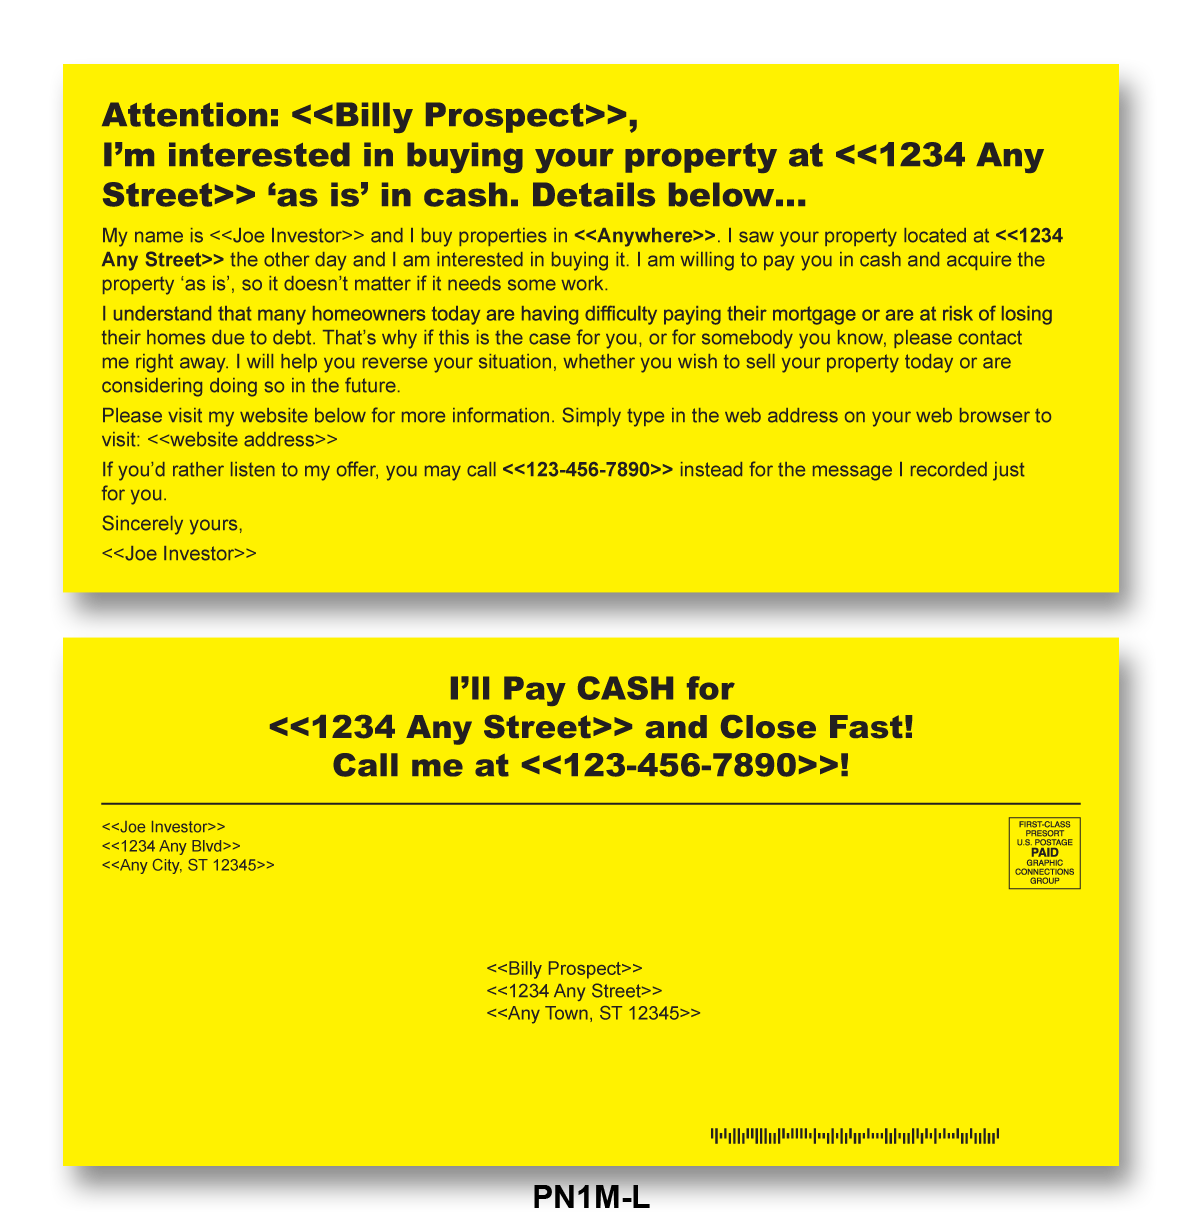 Attention: <<Billy Prospect>>,
I’m interested in buying your property at <<1234 Any
Street>> ‘as is’ in cash. Details below...
My name is <<Joe Investor>> and I buy properties in <<Anywhere>>. I saw your property located at <<1234
Any Street>> the other day and I am interested in buying it. I am willing to pay you in cash and acquire the
property ‘as is’, so it doesn’t matter if it needs some work.
I understand that many homeowners today are having difficulty paying their mortgage or are at risk of losing
their homes due to debt. That’s why if this is the case for you, or for somebody you know, please contact
me right away. I will help you reverse your situation, whether you wish to sell your property today or are
considering doing so in the future.
Please visit my website below for more information. Simply type in the web address on your web browser to
visit: <<website address>>
If you’d rather listen to my offer, you may call <<123-456-7890>> instead for the message I recorded just
for you.
Sincerely yours,
<<Joe Investor>>
I’ll Pay CASH for
<<1234 Any Street>> and Close Fast!
Call me at <<123-456-7890>>!
<<Joe Investor>>
<<1234 Any Blvd>>
<<Any City, ST 12345>>
FIRST-CLASS
PRESORT
U.S. POSTAGE
PAID
GRAPHIC
CONNECTIONS
GROUP
<<Billy Prospect>>
<<1234 Any Street>>
<<Any Town, ST 12345>>
PN1M-L